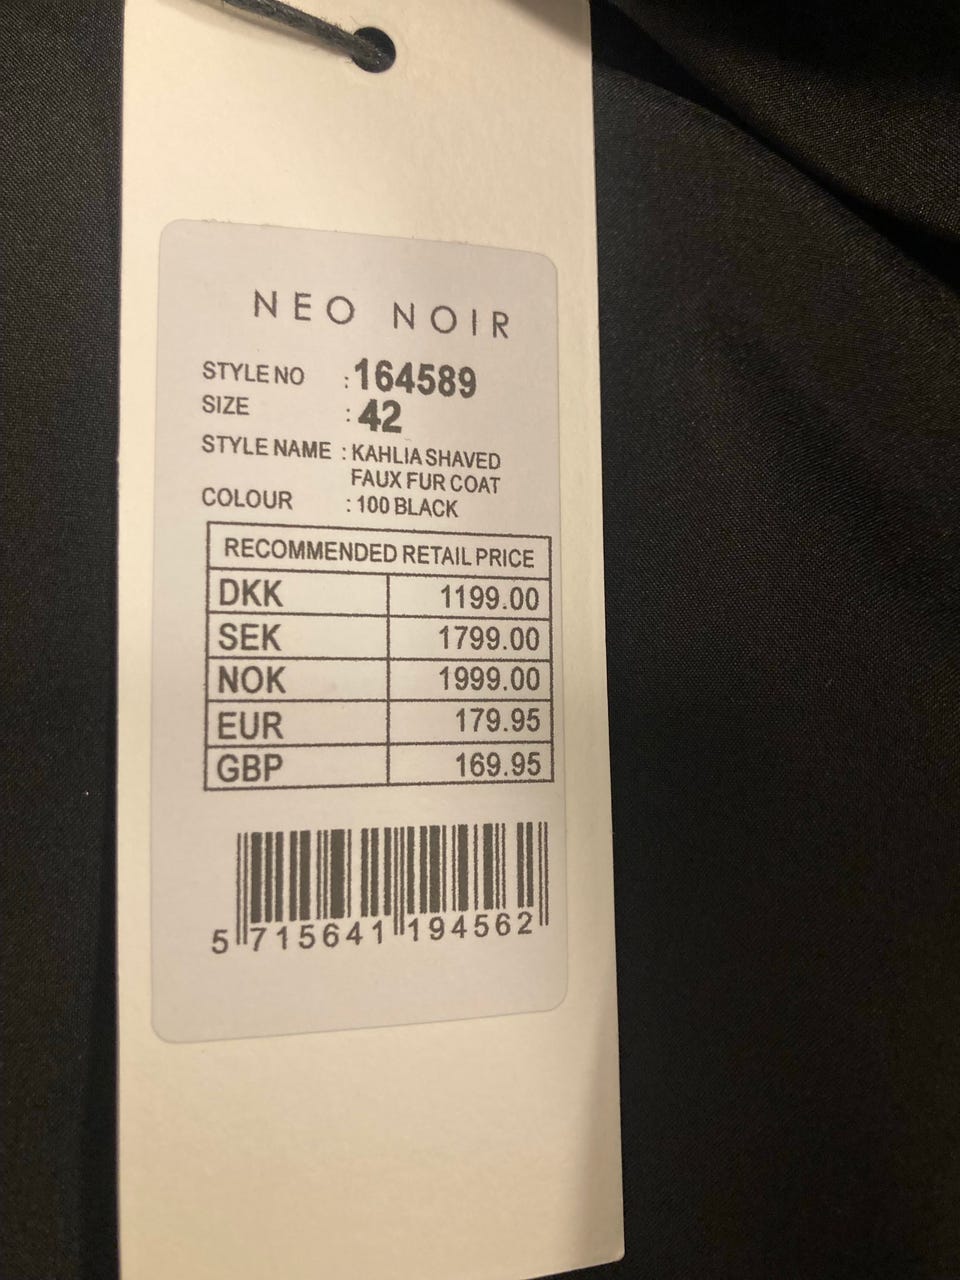 NEO NOIR
STYLE NO : 164589
SIZE : 42
STYLE NAME : KAHLIA SHAVED
FAUX FUR COAT
COLOUR : 100 BLACK
RECOMMENDED RETAIL PRICE
DKK 1199.00
SEK 1799.00
NOK 1999.00
EUR 179.95
GBP 169.95
5 715641 194562